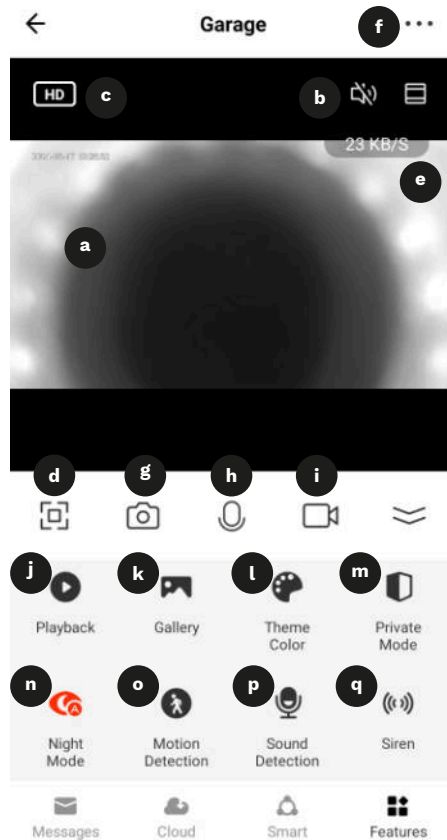 Garage
f
HD
c
b
23 KB/S
e
a
d
g
h
i
j
k
l
m
Playback
Gallery
Theme
Color
Private
Mode
n
o
p
q
Night
Mode
Motion
Detection
Sound
Detection
Siren
Messages
Cloud
Smart
Features